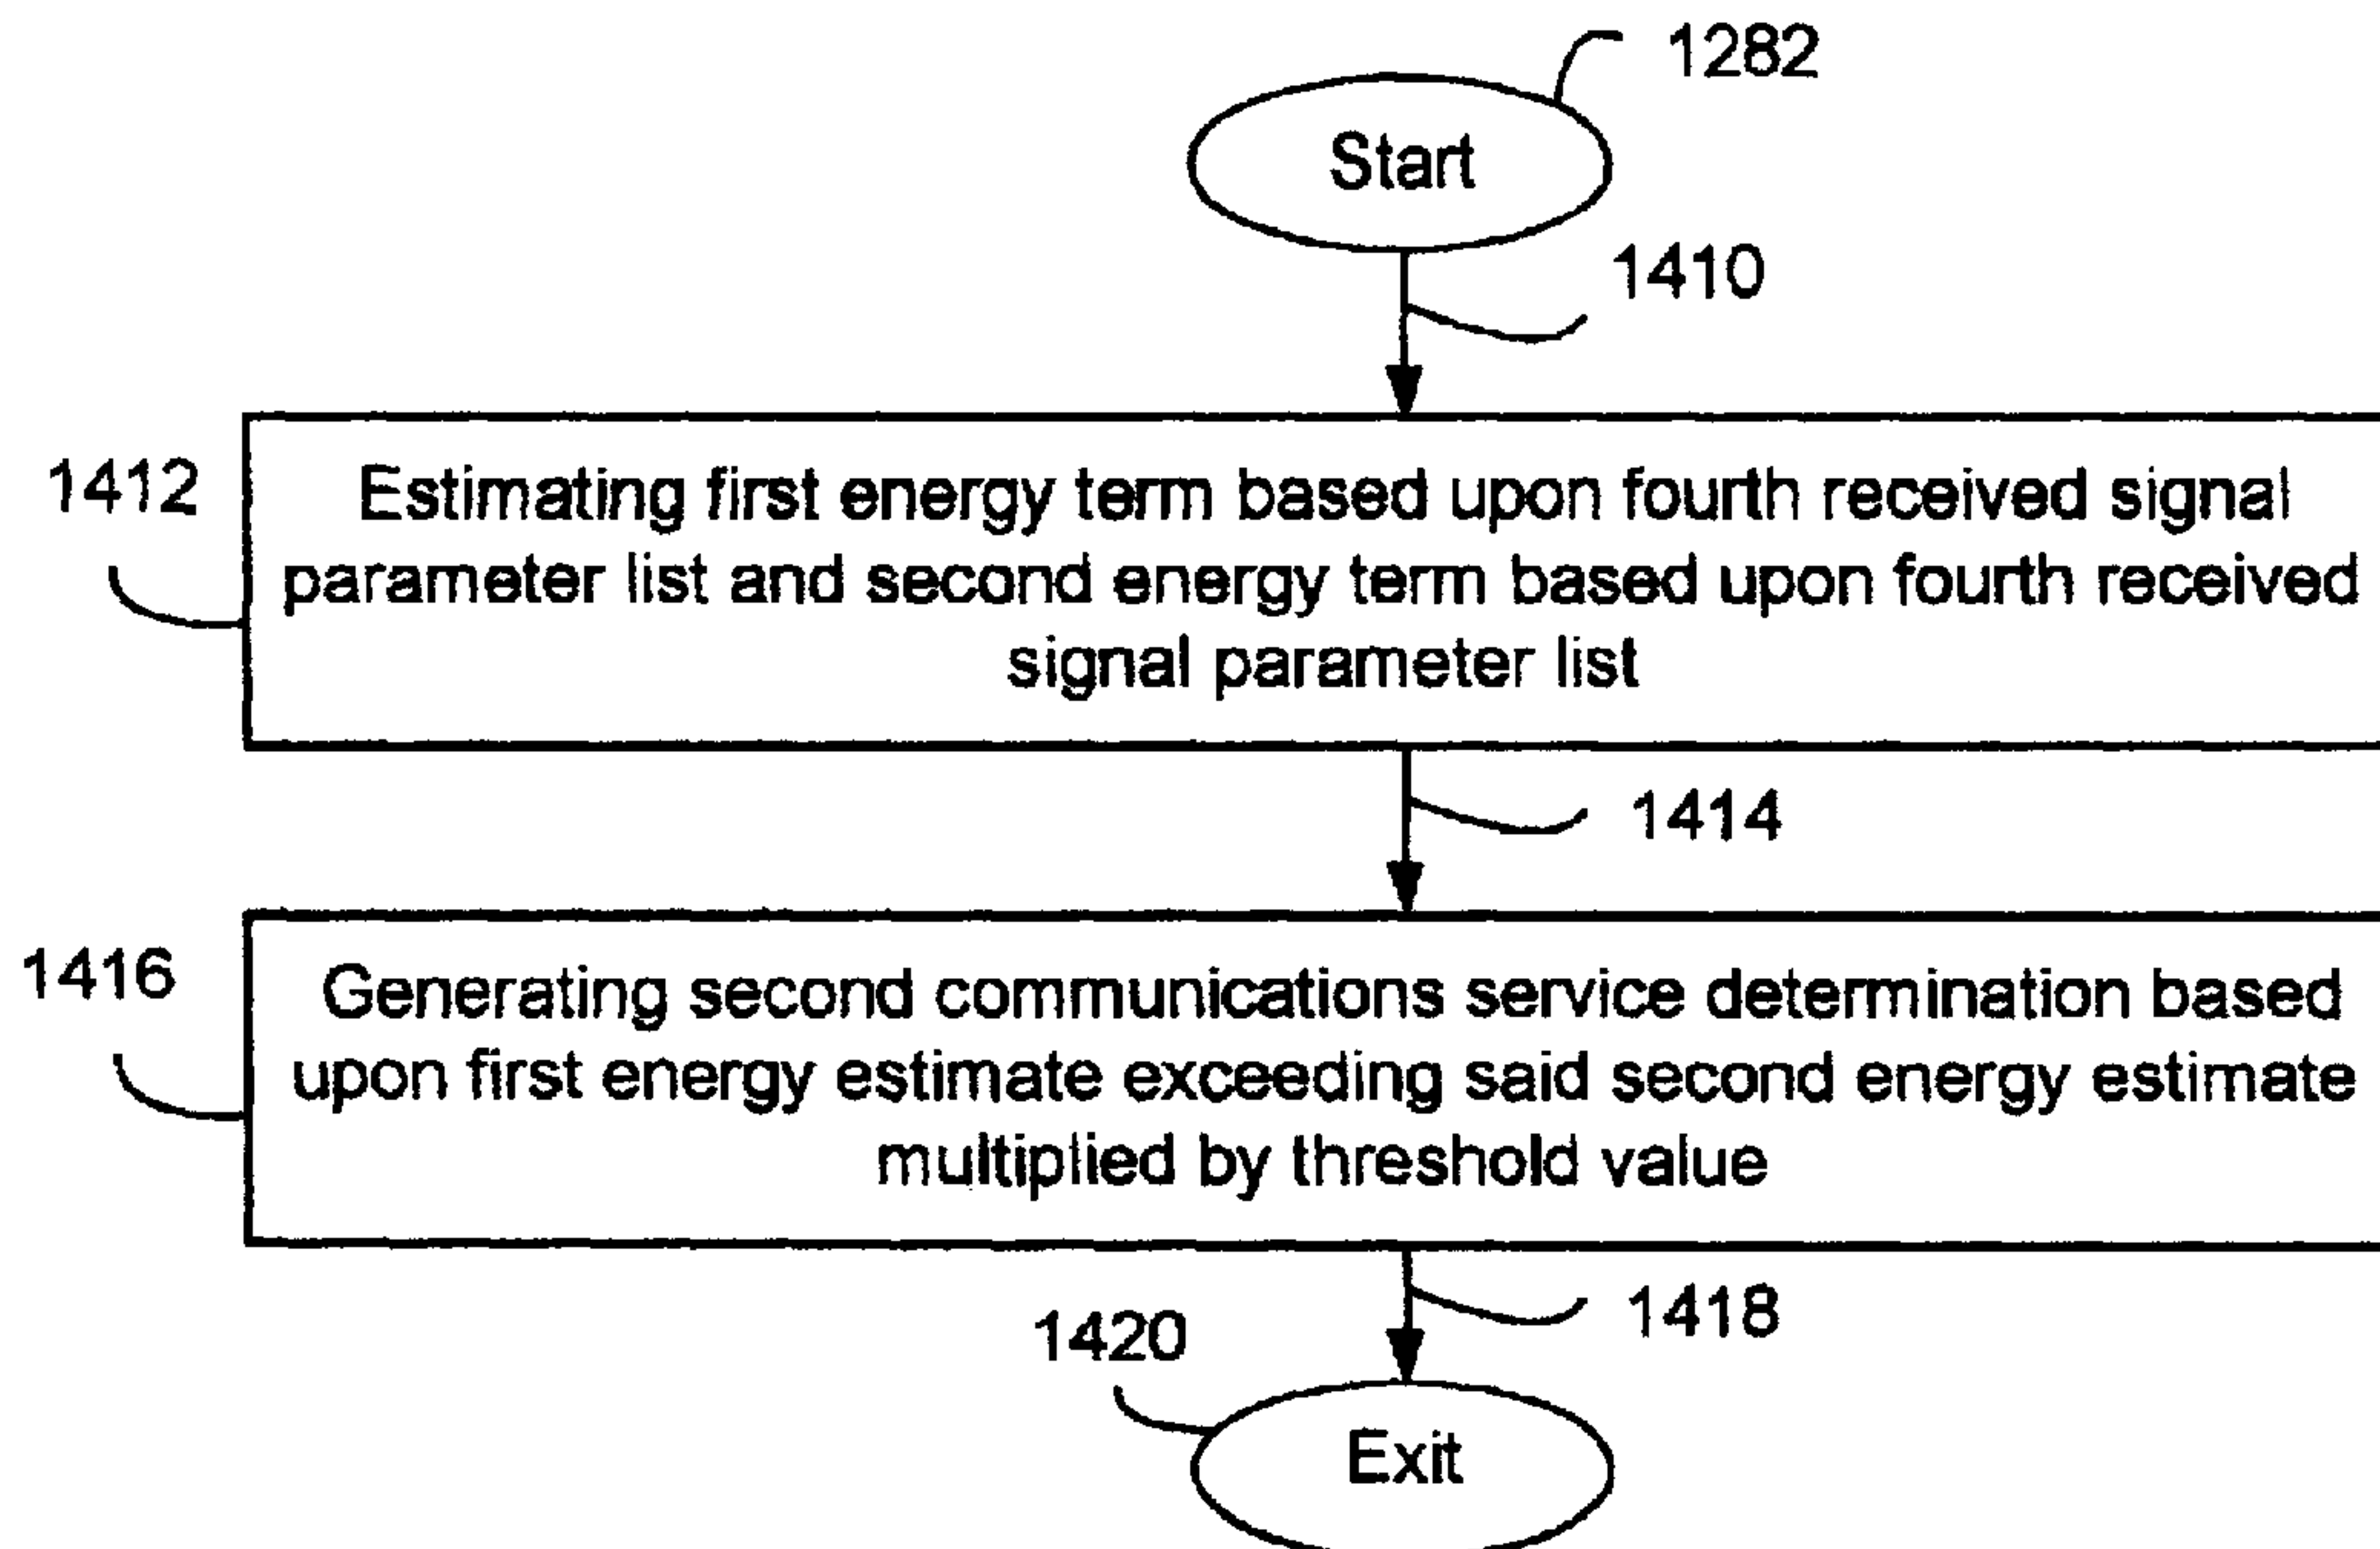 1282
Start
1410
1412
Estimating first energy term based upon fourth received signal
parameter list and second energy term based upon fourth received
signal parameter list
1414
1416
Generating second communications service determination based
upon first energy estimate exceeding said second energy estimate
multiplied by threshold value
1418
1420
Exit